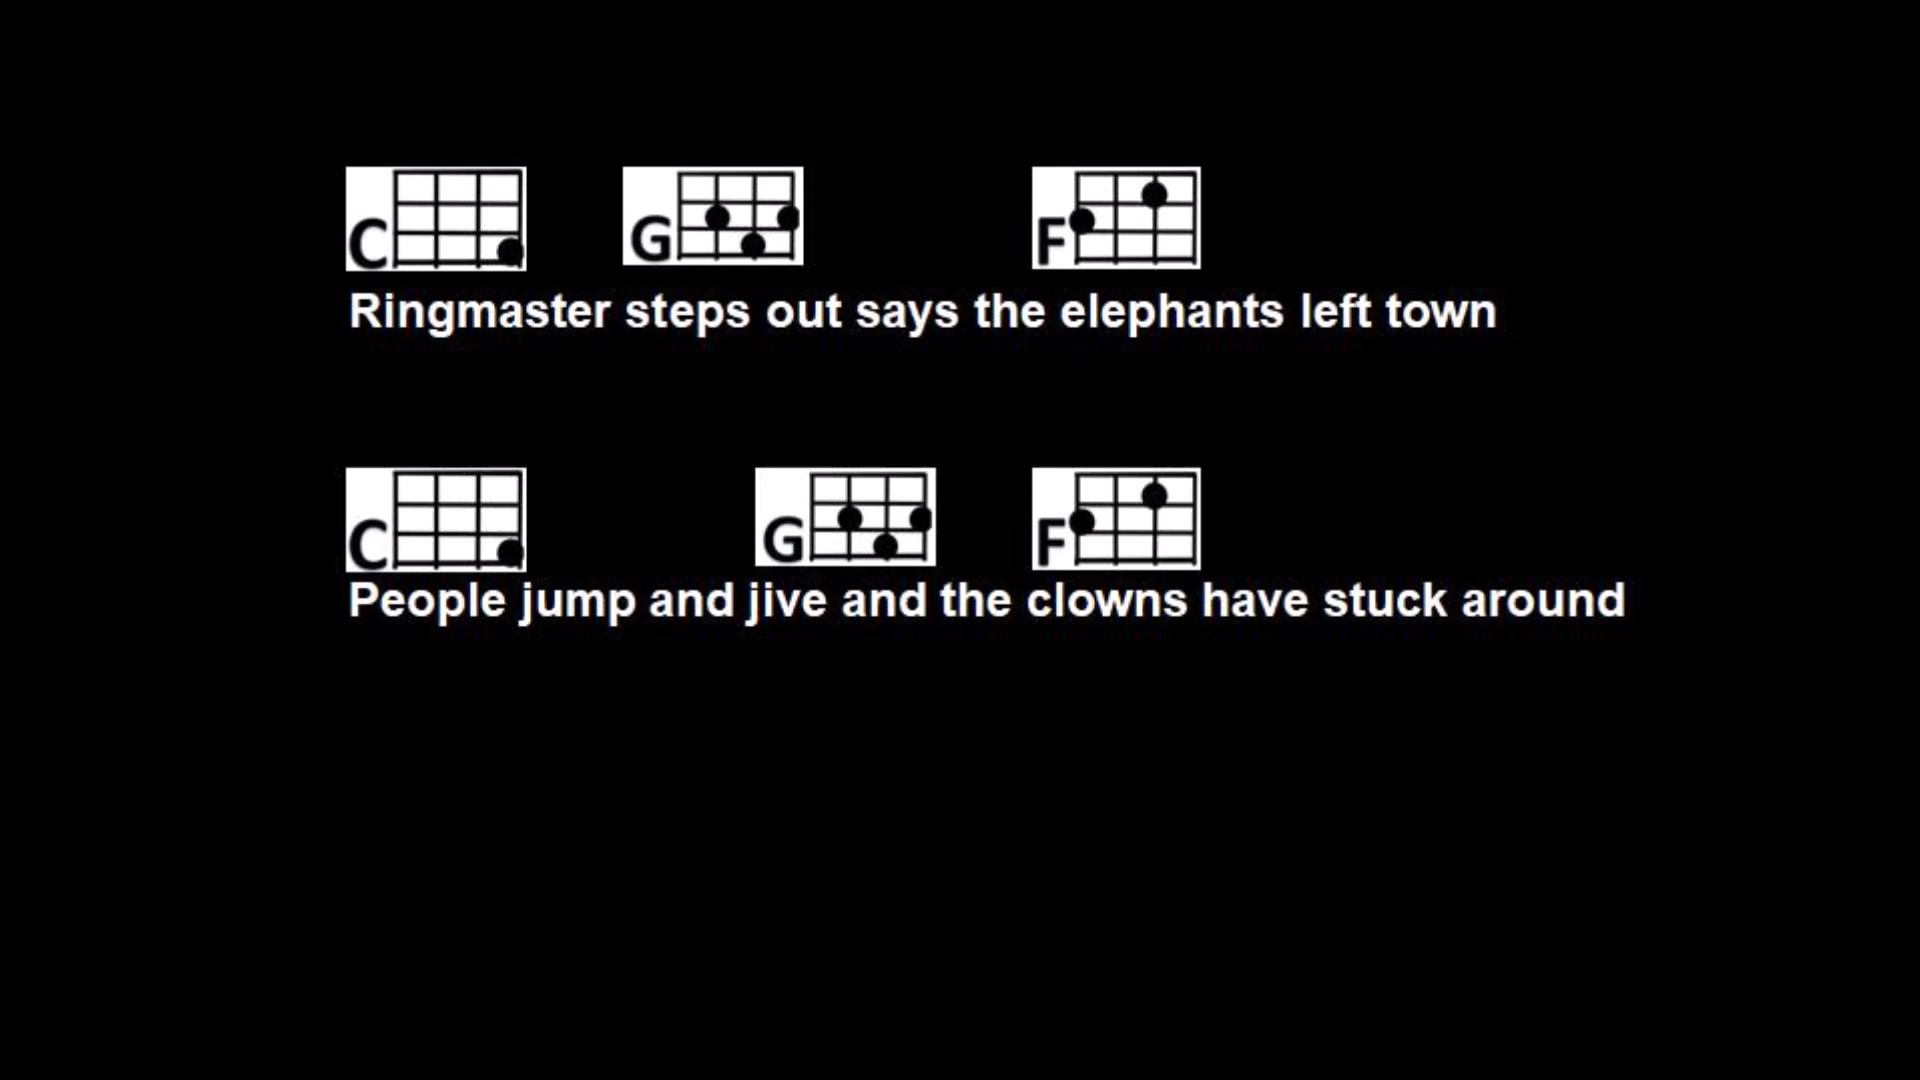 C G F
Ringmaster steps out says the elephants left town
C G F
People jump and jive and the clowns have stuck around